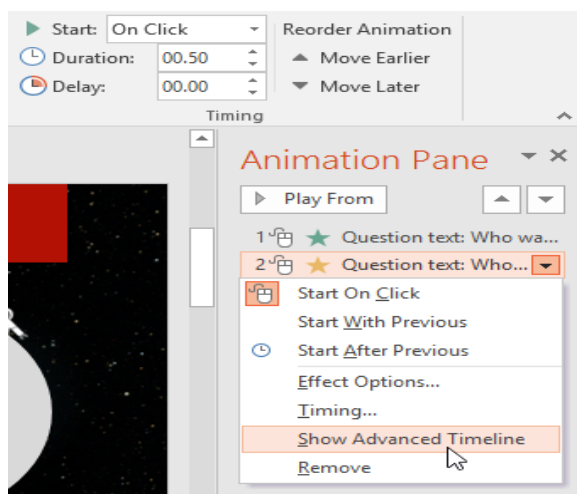 Start: On Click Reorder Animation
Duration: 00.50 Move Earlier
Delay: 00.00 Move Later
Timing
Animation Pane
Play From
1 Question text: Who wa...
2 Question text: Who...
Start On Click
Start With Previous
Start After Previous
Effect Options...
Timing...
Show Advanced Timeline
Remove